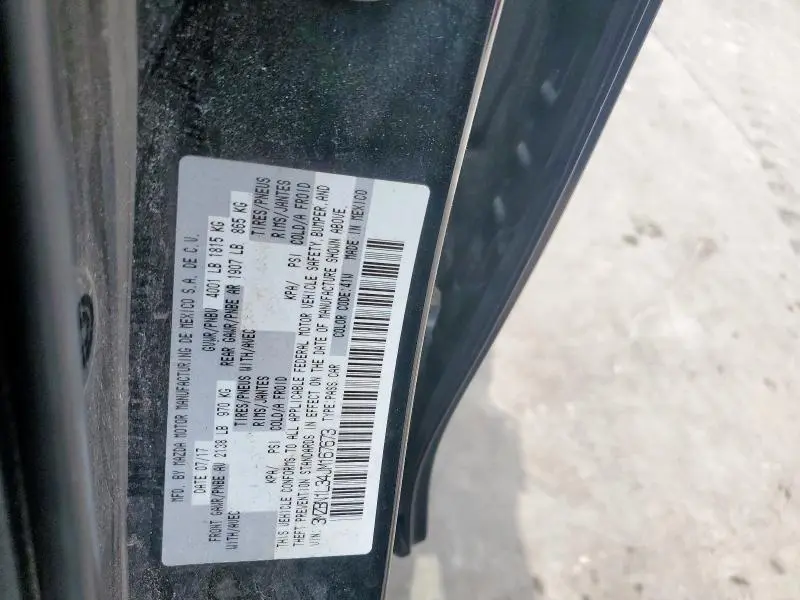 MFD. BY MAZDA MOTOR MANUFACTURING DE MEXICO S.A. DE C.V.
DATE 07/17 GVWR/PNBV 4001 LB 1815 KG
FRONT GAWR/PNBE AV 2138 LB 970 KG REAR GAWR/PNBE AR 1907 LB 865 KG
WITH/AVEC TIRES/PNEUS WITH/AVEC TIRES/PNEUS
RIMS/JANTES RIMS/JANTES
KPA/ PSI COLD/A FROID KPA/ PSI COLD/A FROID
THIS VEHICLE CONFORMS TO ALL APPLICABLE FEDERAL MOTOR VEHICLE SAFETY, BUMPER, AND
THEFT PREVENTION STANDARDS IN EFFECT ON THE DATE OF MANUFACTURE SHOWN ABOVE.
VIN: 3MZBN1L34JM167673 TYPE:PASS.CAR COLOR CODE:41W MADE IN MEXICO